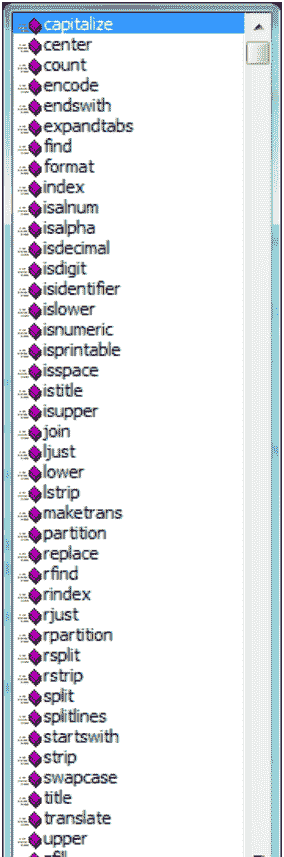 capitalize
center
count
encode
endswith
expandtabs
find
format
index
isalnum
isalpha
isdecimal
isdigit
isidentifier
islower
isnumeric
isprintable
isspace
istitle
isupper
join
ljust
lower
lstrip
maketrans
partition
replace
rfind
rindex
rjust
rpartition
rsplit
rstrip
split
splitlines
startswith
strip
swapcase
title
translate
upper